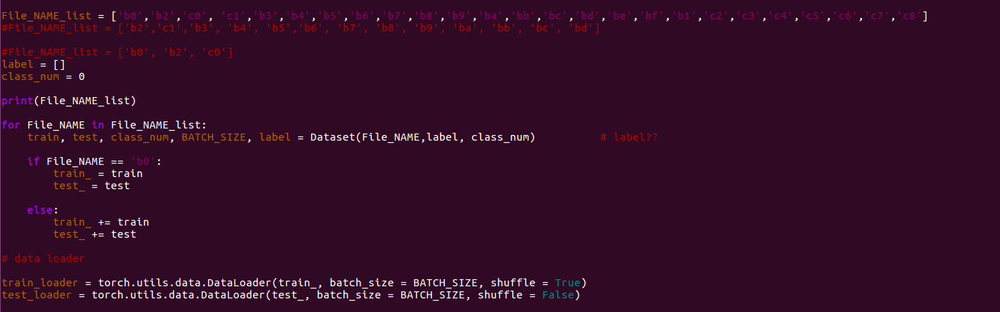 File_NAME_list = ['b0','b2','c0', 'c1','b3','b4','b5','b6','b7','b8','b9','ba','bb','bc','bd','be','bf','b1','c2','c3','c4','c5','c6','c7','c8']
#File_NAME_list = ['b2','c1','b3', 'b4', 'b5','b6', 'b7', 'b8', 'b9', 'ba', 'bb', 'bc', 'bd']
#File_NAME_list = ['b0', 'b2', 'c0']
label = []
class_num = 0
print(File_NAME_list)
for File_NAME in File_NAME_list:
    train, test, class_num, BATCH_SIZE, label = Dataset(File_NAME,label, class_num)          # label??
    if File_NAME == 'b0':
        train_ = train
        test_ = test
    else:
        train_ += train
        test_ += test
# data loader
train_loader = torch.utils.data.DataLoader(train_, batch_size = BATCH_SIZE, shuffle = True)
test_loader = torch.utils.data.DataLoader(test_, batch_size = BATCH_SIZE, shuffle = False)